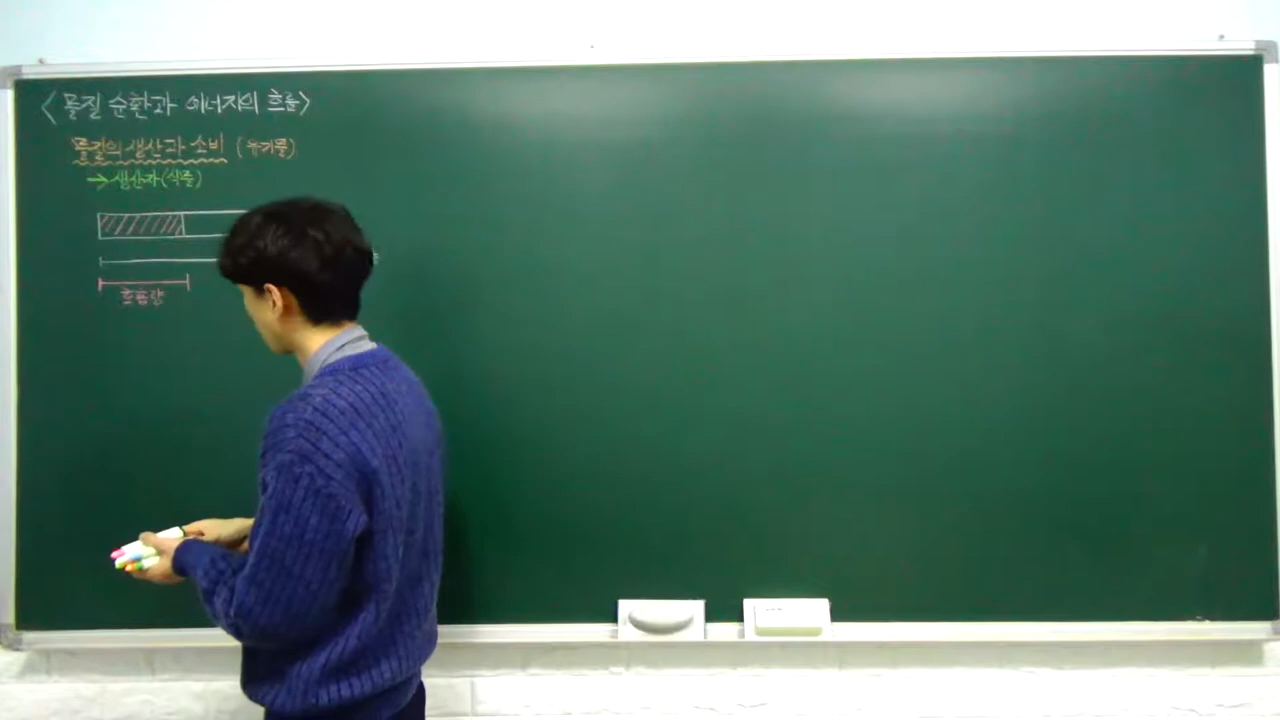 <물질 순환과 에너지의 흐름>
물질의 생산과 소비 (유기물)
→ 생산자(식물)
호흡량